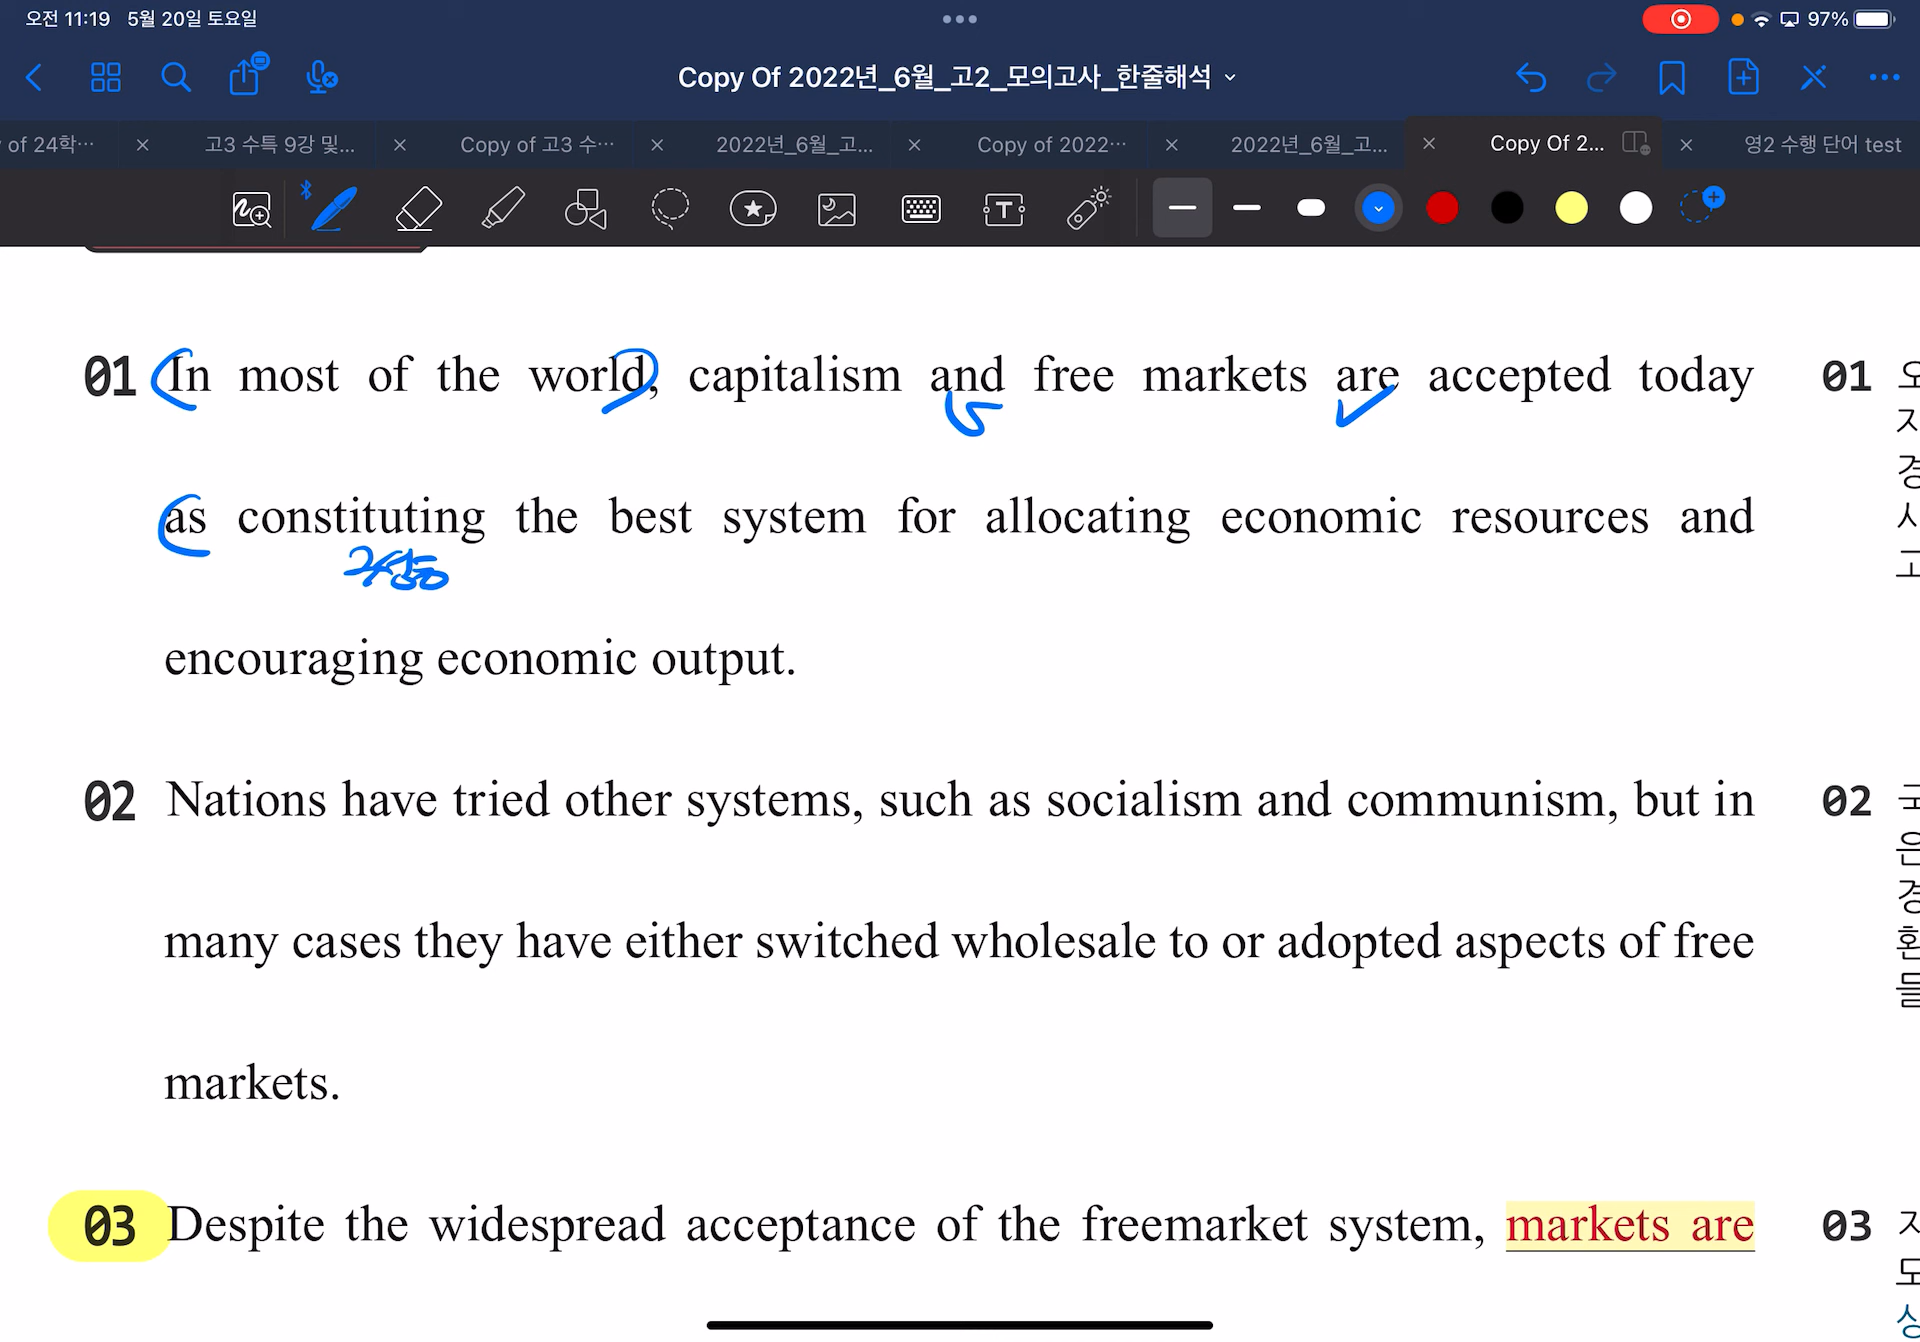 오전 11:19 5월 20일 토요일
97%
Copy Of 2022년_6월_고2_모의고사_한줄해석
of 24학··· 고3 수특 9강 및... Copy of 고3 수··· 2022년_6월_고... Copy of 2022··· 2022년_6월_고... Copy Of 2... 영2 수행 단어 test
01 In most of the world, capitalism and free markets are accepted today
as constituting the best system for allocating economic resources and
구성
encouraging economic output.
02 Nations have tried other systems, such as socialism and communism, but in
many cases they have either switched wholesale to or adopted aspects of free
markets.
03 Despite the widespread acceptance of the freemarket system, markets are
01
02
03